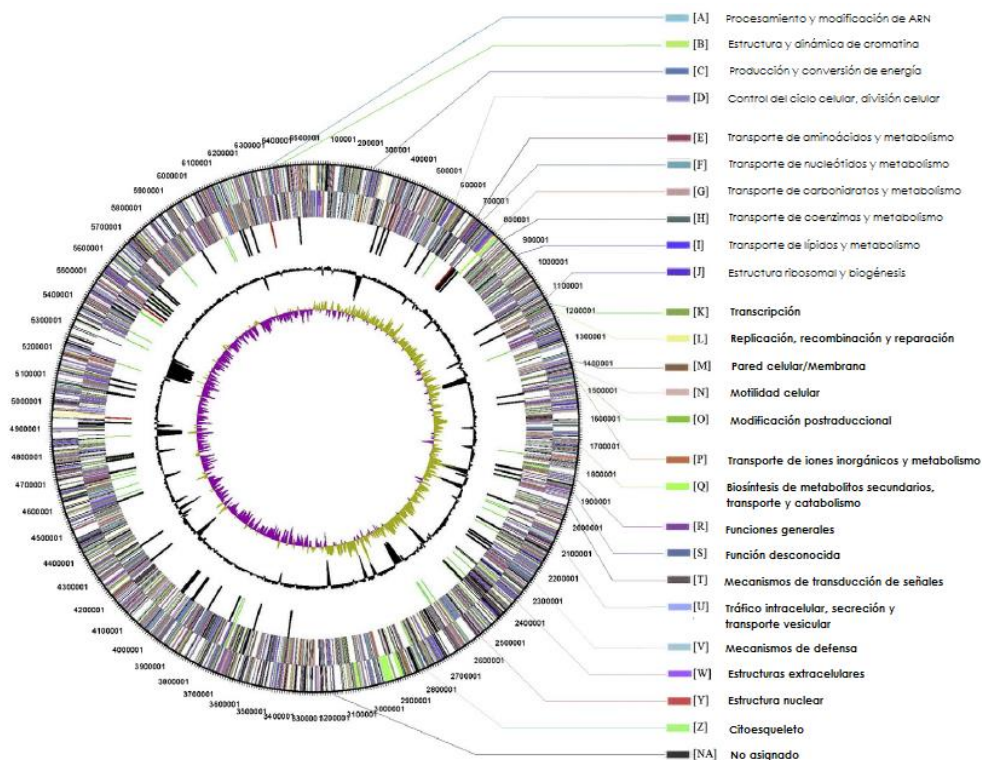 [A] Procesamiento y modificación de ARN
[B] Estructura y dinámica de cromatina
[C] Producción y conversión de energía
[D] Control del ciclo celular, división celular
[E] Transporte de aminoácidos y metabolismo
[F] Transporte de nucleótidos y metabolismo
[G] Transporte de carbohidratos y metabolismo
[H] Transporte de coenzimas y metabolismo
[I] Transporte de lípidos y metabolismo
[J] Estructura ribosomal y biogénesis
[K] Transcripción
[L] Replicación, recombinación y reparación
[M] Pared celular/Membrana
[N] Motilidad celular
[O] Modificación postraduccional
[P] Transporte de iones inorgánicos y metabolismo
[Q] Biosíntesis de metabolitos secundarios,
transporte y catabolismo
[R] Funciones generales
[S] Función desconocida
[T] Mecanismos de transducción de señales
[U] Tráfico intracelular, secreción y
transporte vesicular
[V] Mecanismos de defensa
[W] Estructuras extracelulares
[Y] Estructura nuclear
[Z] Citoesqueleto
[NA] No asignado
100001
200001
300001
400001
500001
600001
700001
800001
900001
1000001
1100001
1200001
1300001
1400001
1500001
1600001
1700001
1800001
1900001
2000001
2100001
2200001
2300001
2400001
2500001
2600001
2700001
2800001
2900001
3000001
3100001
3200001
3300001
3400001
3500001
3600001
3700001
3800001
3900001
4000001
4100001
4200001
4300001
4400001
4500001
4600001
4700001
4800001
4900001
5000001
5100001
5200001
5300001
5400001
5500001
5600001
5700001
5800001
5900001
6000001
6100001
6200001
6300001
6400001
6500001